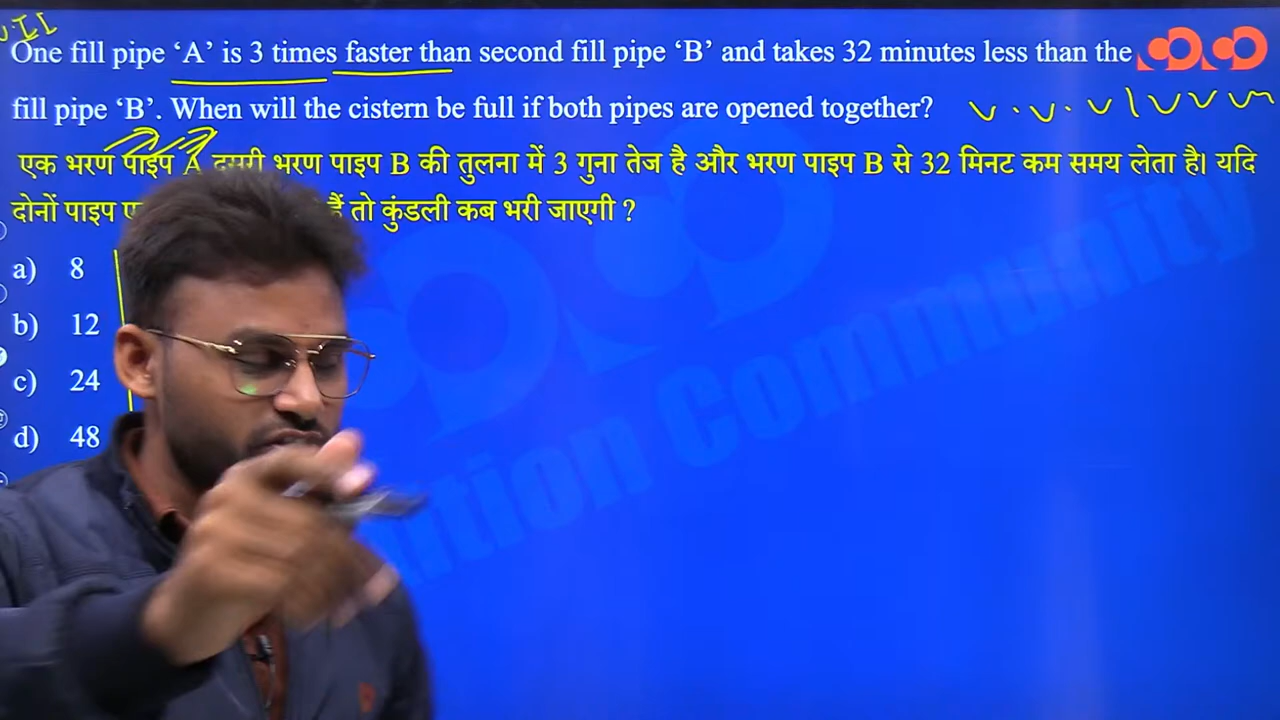 One fill pipe ‘A’ is 3 times faster than second fill pipe ‘B’ and takes 32 minutes less than the
fill pipe ‘B’. When will the cistern be full if both pipes are opened together?
एक भरण पाइप A दूसरी भरण पाइप B की तुलना में 3 गुना तेज है और भरण पाइप B से 32 मिनट कम समय लेता है। यदि
दोनों पाइप हैं तो कुंडली कब भरी जाएगी ?
a) 8
b) 12
c) 24
d) 48
Community